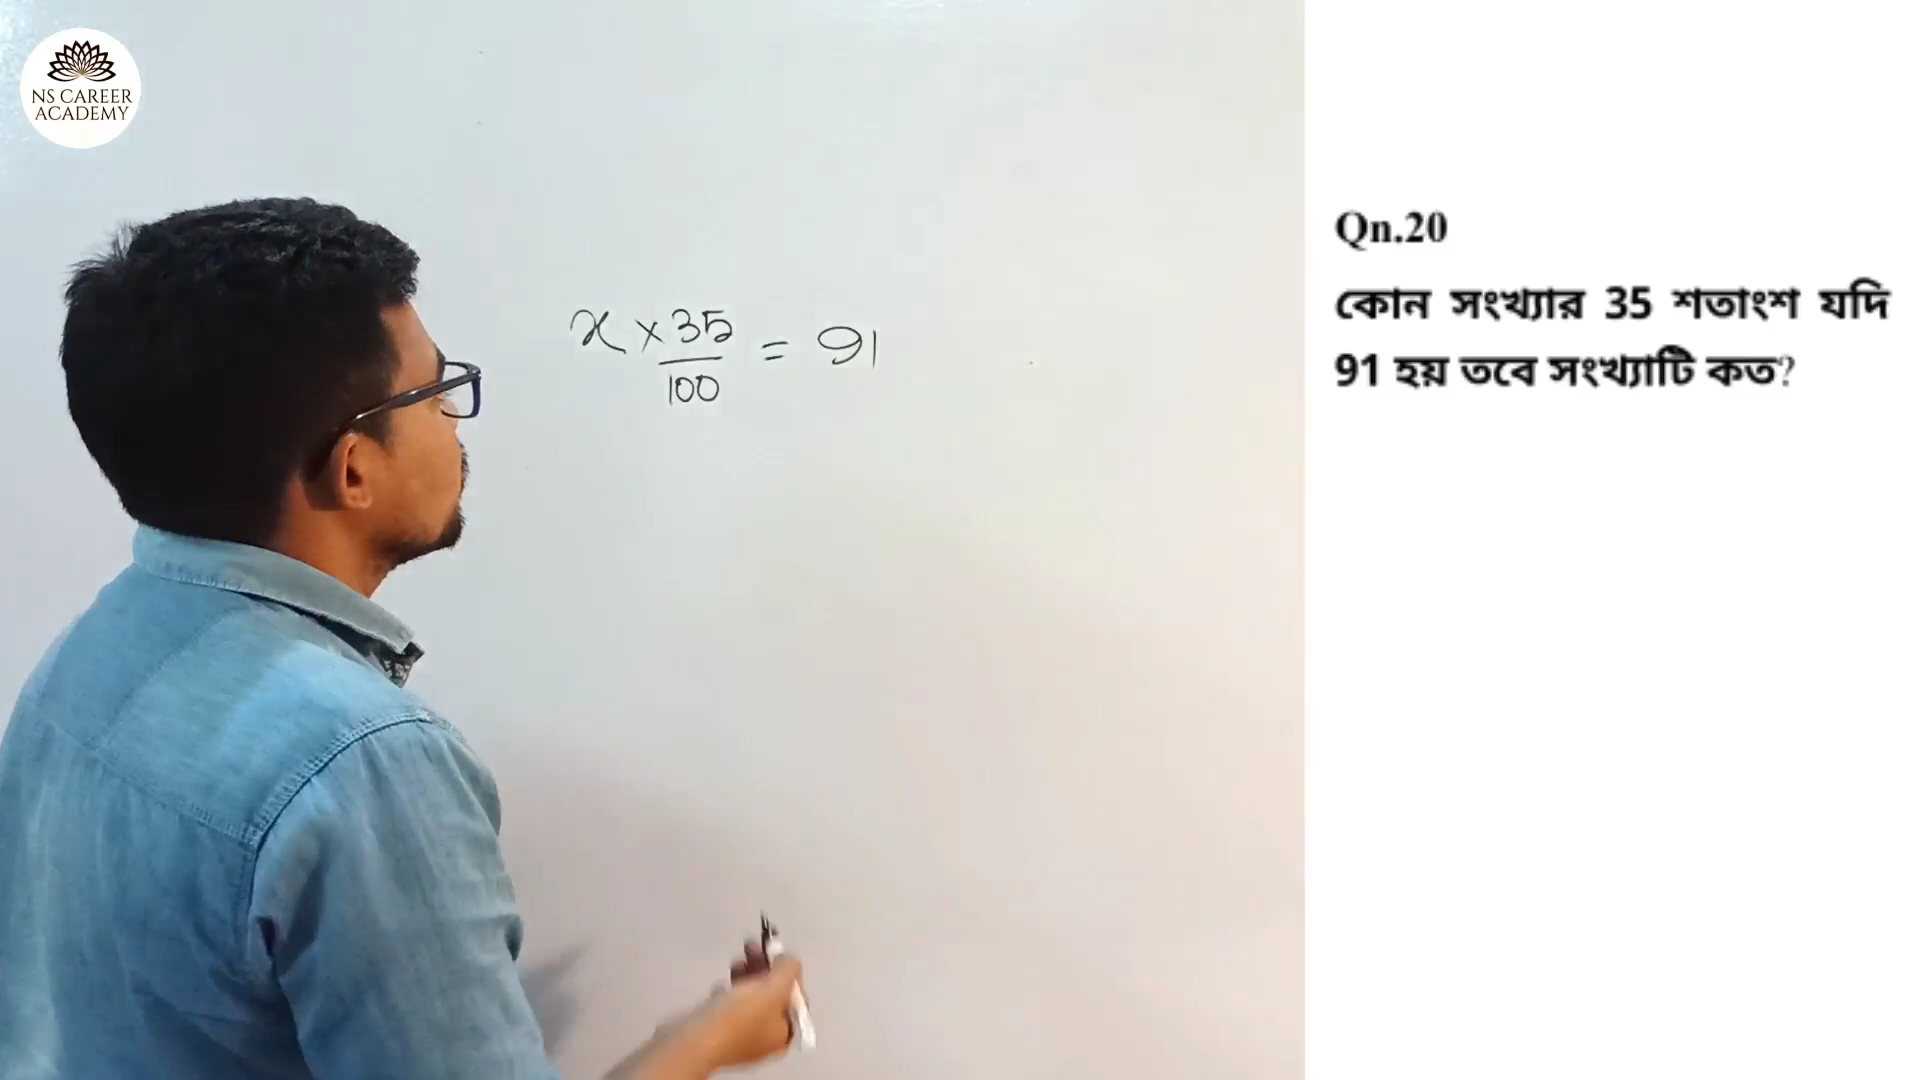 NS CAREER
ACADEMY
x × 35/100 = 91
Qn.20
কোন সংখ্যার 35 শতাংশ যদি
91 হয় তবে সংখ্যাটি কত?